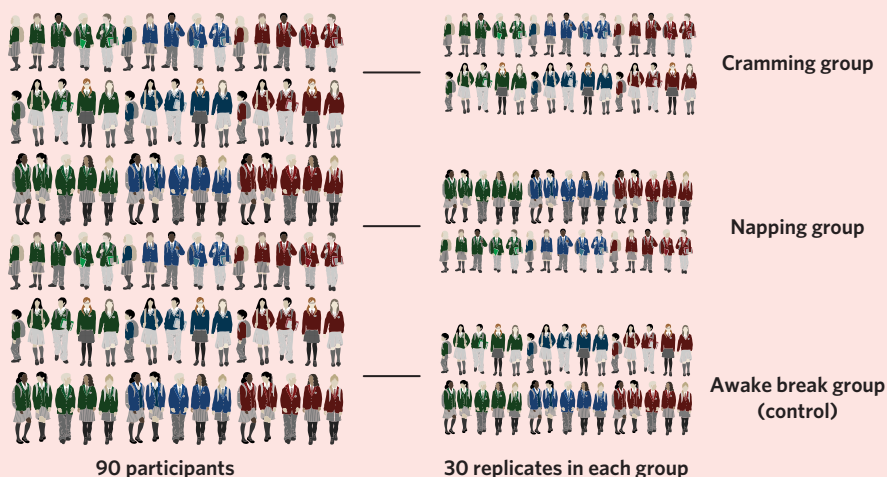 Cramming group
Napping group
Awake break group
(control)
90 participants
30 replicates in each group